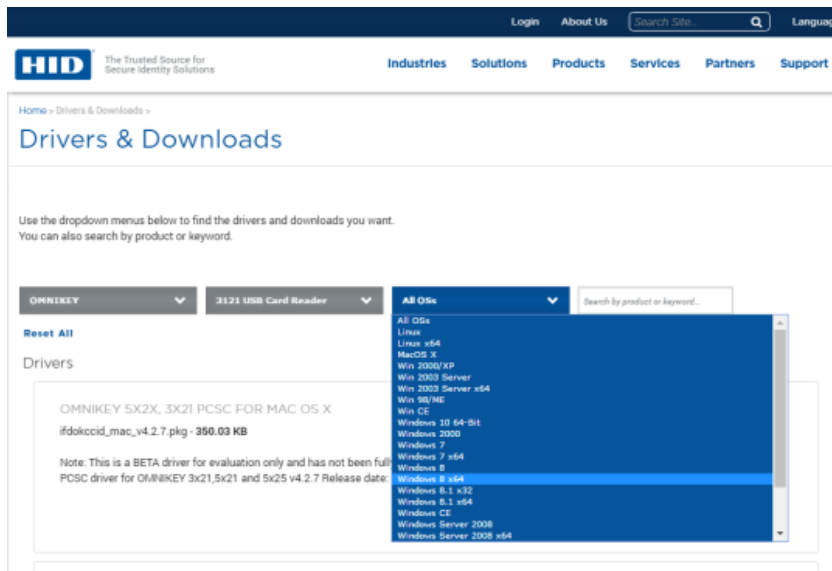 Login About Us Search Site... Languag
HID The Trusted Source for
Secure Identity Solutions
Industries Solutions Products Services Partners Support
Home » Drivers & Downloads »
Drivers & Downloads
Use the dropdown menus below to find the drivers and downloads you want.
You can also search by product or keyword.
OMNIKEY 3121 USB Card Reader All OSs Search by product or keyword...
Reset All
Drivers
All OSs
Linux
Linux x64
MacOS X
Win 2000/XP
Win 2003 Server
Win 2003 Server x64
Win 98/ME
Win CE
Windows 10 64-Bit
Windows 2000
Windows 7
Windows 7 x64
Windows 8
Windows 8 x64
Windows 8.1 x32
Windows 8.1 x64
Windows CE
Windows Server 2008
Windows Server 2008 x64
OMNIKEY 5X2X, 3X21 PCSC FOR MAC OS X
ifdokccid_mac_v4.2.7.pkg - 350.03 KB
Note: This is a BETA driver for evaluation only and has not been full
PCSC driver for OMNIKEY 3x21,5x21 and 5x25 v4.2.7 Release date: